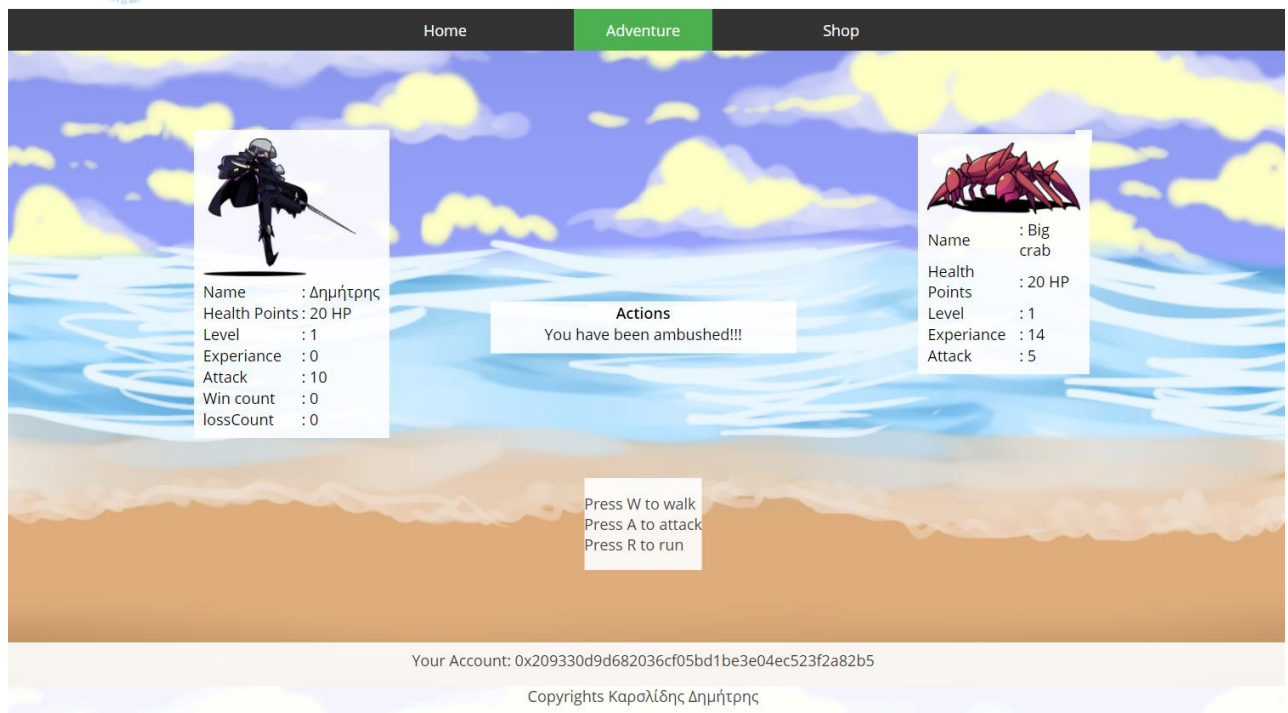 Home Adventure Shop
Name : Δημήτρης
Health Points : 20 HP
Level : 1
Experiance : 0
Attack : 10
Win count : 0
lossCount : 0
Actions
You have been ambushed!!!
Name : Big
crab
Health
Points : 20 HP
Level : 1
Experiance : 14
Attack : 5
Press W to walk
Press A to attack
Press R to run
Your Account: 0x209330d9d682036cf05bd1be3e04ec523f2a82b5
Copyrights Καρσλίδης Δημήτρης